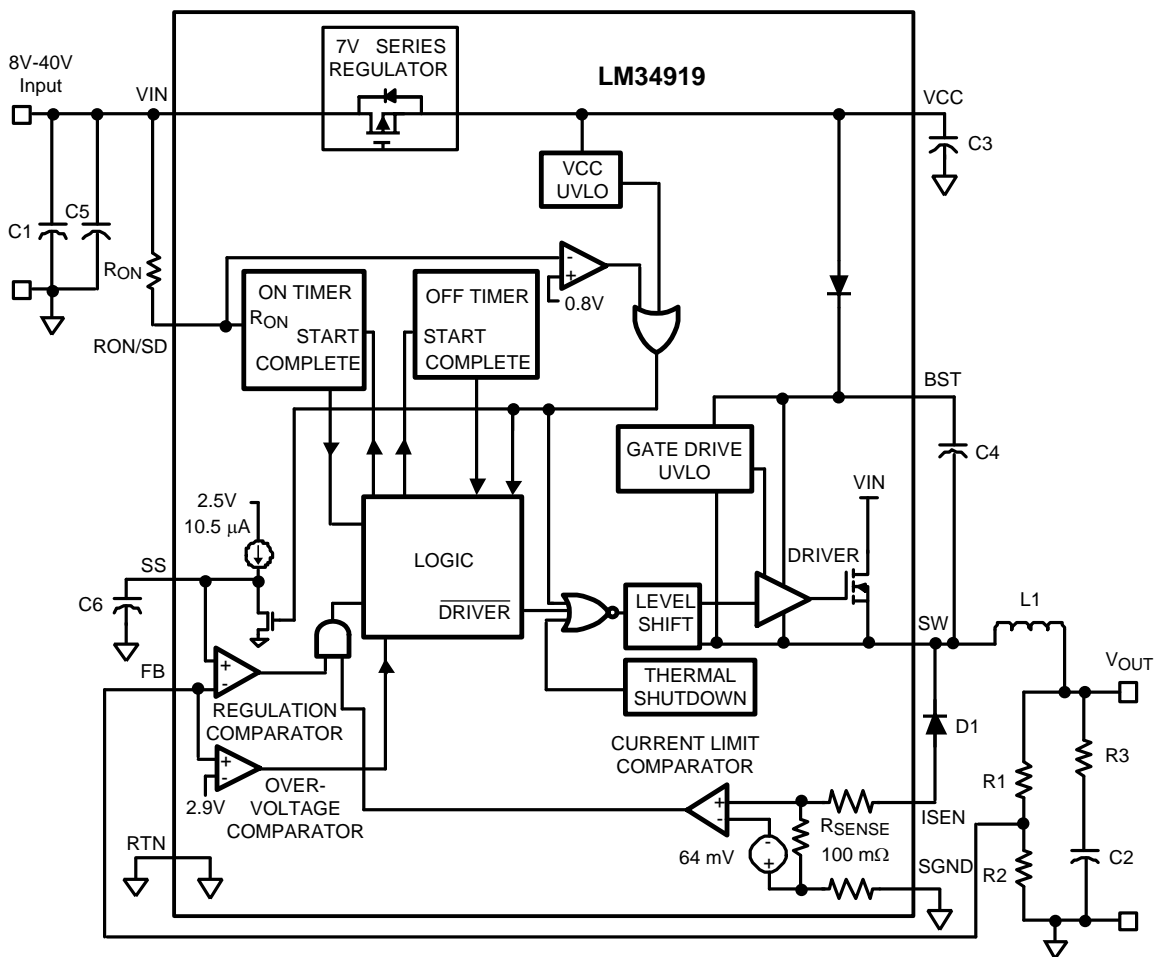 8V-40V
Input
VIN
7V SERIES
REGULATOR
LM34919
VCC
C3
VCC
UVLO
C1
C5
RON
-
+
0.8V
ON TIMER
RON
START
COMPLETE
OFF TIMER
START
COMPLETE
RON/SD
BST
GATE DRIVE
UVLO
C4
VIN
2.5V
10.5 µA
LOGIC
DRIVER
DRIVER
SS
C6
LEVEL
SHIFT
SW
L1
VOUT
THERMAL
SHUTDOWN
FB
+
-
REGULATION
COMPARATOR
D1
CURRENT LIMIT
COMPARATOR
R3
R1
+
-
2.9V
OVER-
VOLTAGE
COMPARATOR
+
-
RSENSE
100 mΩ
ISEN
64 mV
-
+
SGND
RTN
R2
C2